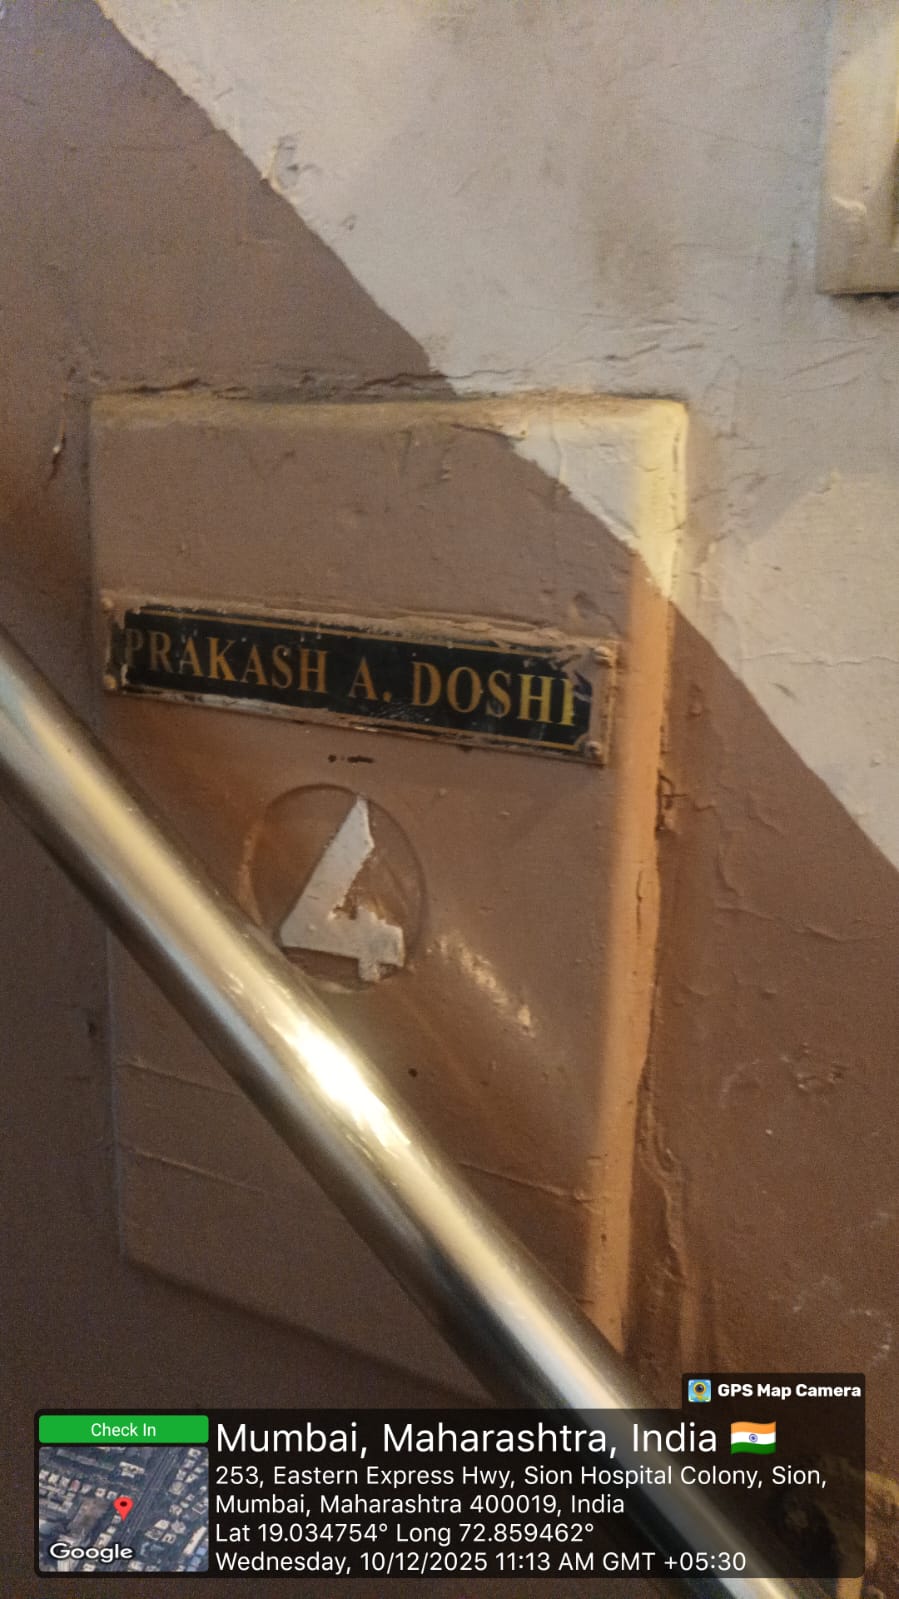 PRAKASH A. DOSHI
4
GPS Map Camera
Check In
Google
Mumbai, Maharashtra, India
253, Eastern Express Hwy, Sion Hospital Colony, Sion,
Mumbai, Maharashtra 400019, India
Lat 19.034754° Long 72.859462°
Wednesday, 10/12/2025 11:13 AM GMT +05:30